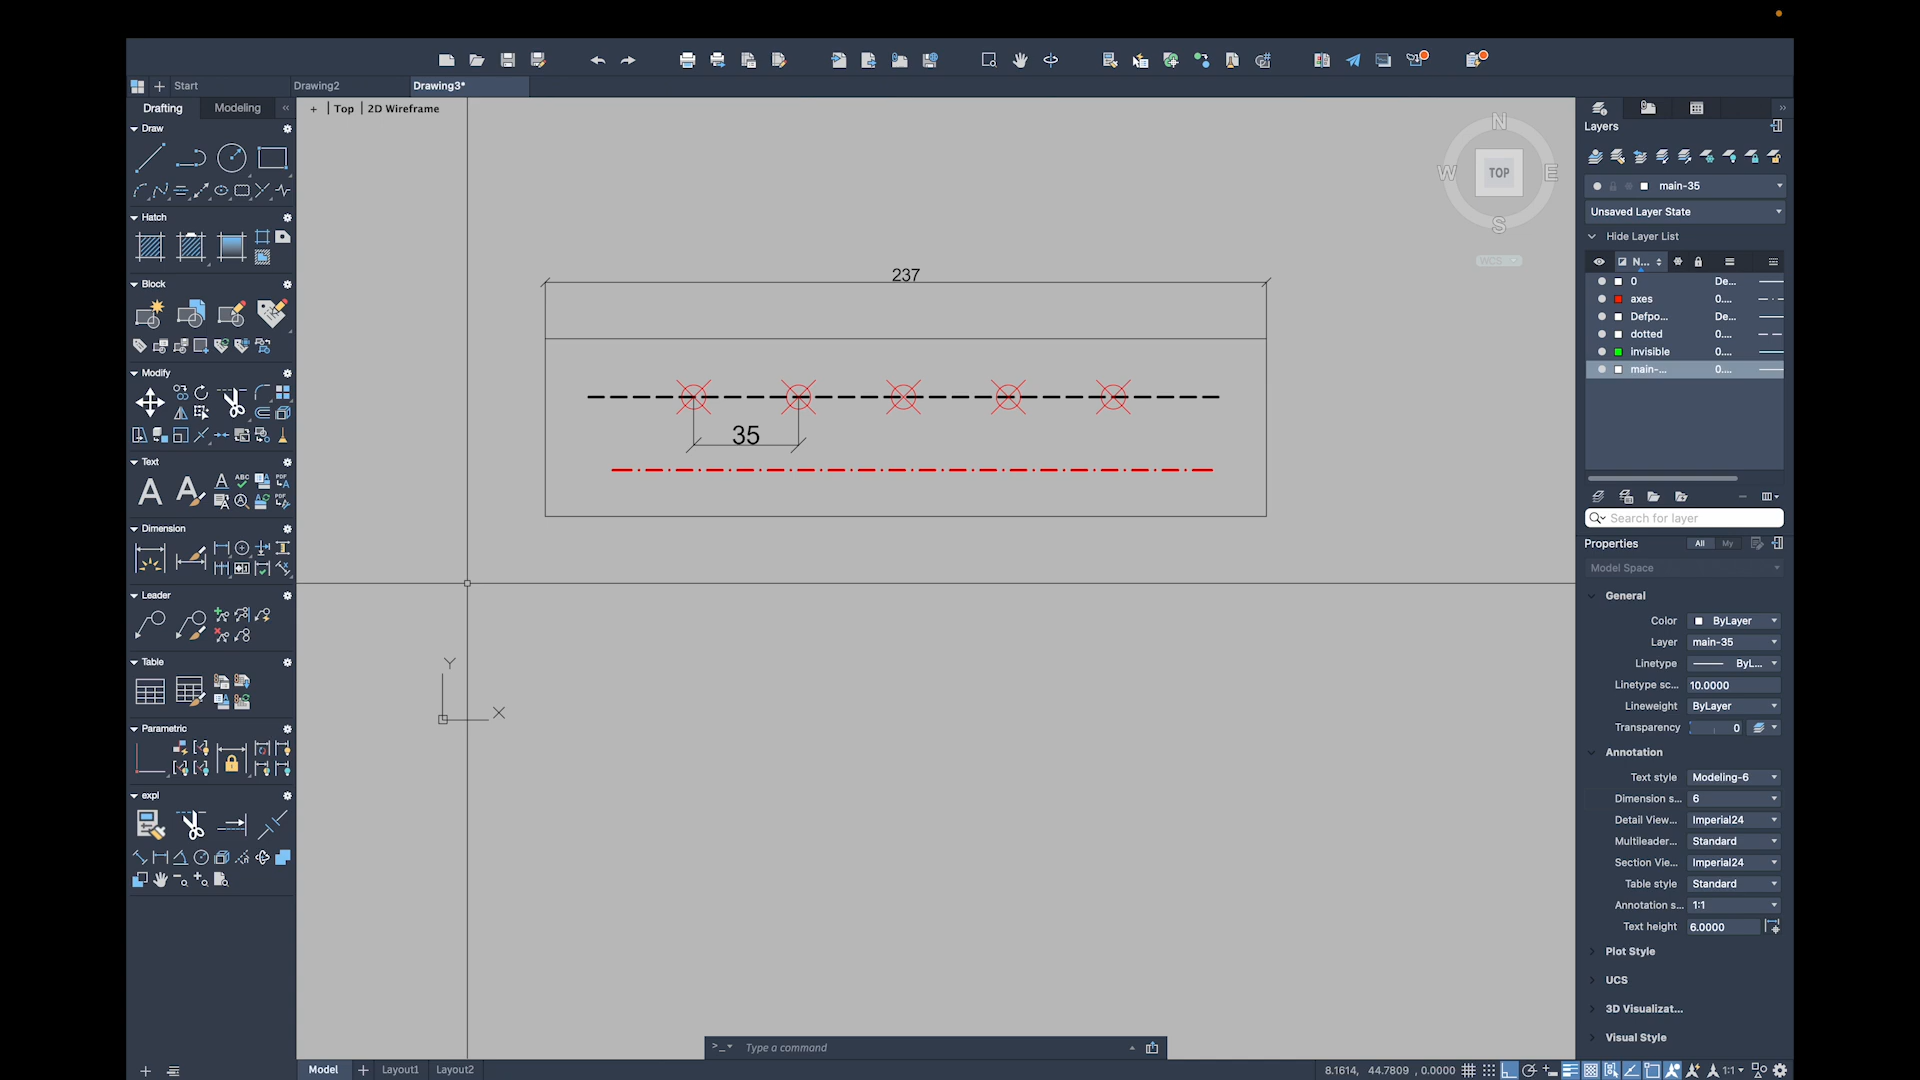 Start
Drawing2
Drawing3*
Drafting
Modeling
+ | Top | 2D Wireframe
Draw
Hatch
Block
Modify
Text
Dimension
Leader
Table
Parametric
expl
237
35
Y
X
N
W
TOP
E
S
WCS
Layers
main-35
Unsaved Layer State
Hide Layer List
N...
0 De...
axes 0....
Defpo... De...
dotted 0....
invisible 0....
main-... 0....
Search for layer
Properties All My
Model Space
General
Color ByLayer
Layer main-35
Linetype ByL...
Linetype sc... 10.0000
Lineweight ByLayer
Transparency 0
Annotation
Text style Modeling-6
Dimension s... 6
Detail View... Imperial24
Multileader... Standard
Section Vie... Imperial24
Table style Standard
Annotation s... 1:1
Text height 6.0000
Plot Style
UCS
3D Visualizat...
Visual Style
>_ Type a command
Model
Layout1
Layout2
8.1614, 44.7809 , 0.0000
1:1